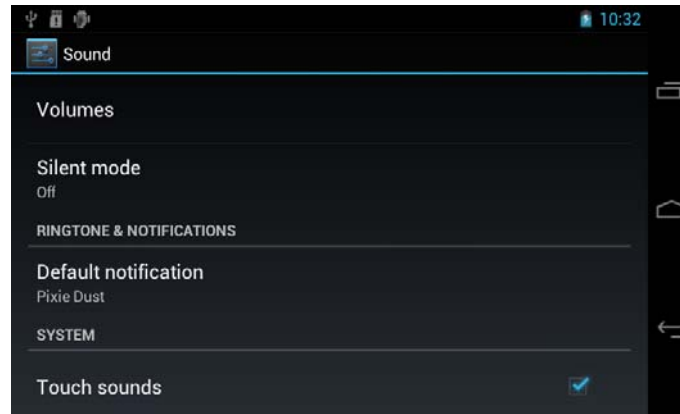 10:32
Sound
Volumes
Silent mode
Off
RINGTONE & NOTIFICATIONS
Default notification
Pixie Dust
SYSTEM
Touch sounds